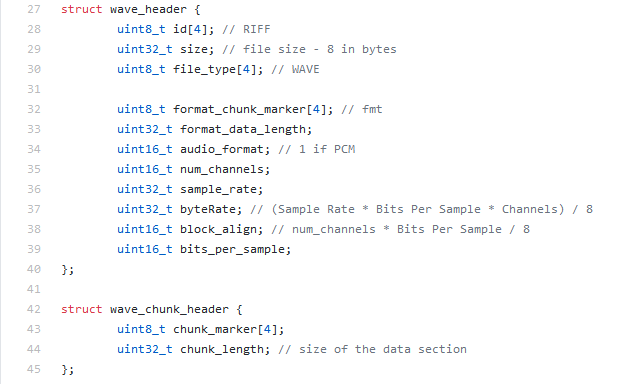 27 struct wave_header {
28 uint8_t id[4]; // RIFF
29 uint32_t size; // file size - 8 in bytes
30 uint8_t file_type[4]; // WAVE
31
32 uint8_t format_chunk_marker[4]; // fmt
33 uint32_t format_data_length;
34 uint16_t audio_format; // 1 if PCM
35 uint16_t num_channels;
36 uint32_t sample_rate;
37 uint32_t byteRate; // (Sample Rate * Bits Per Sample * Channels) / 8
38 uint16_t block_align; // num_channels * Bits Per Sample / 8
39 uint16_t bits_per_sample;
40 };
41
42 struct wave_chunk_header {
43 uint8_t chunk_marker[4];
44 uint32_t chunk_length; // size of the data section
45 };